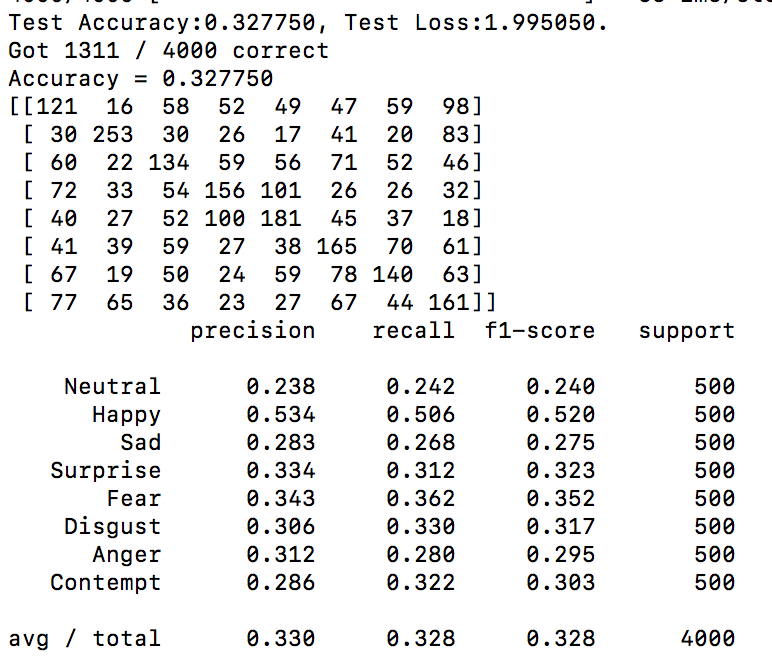 Test Accuracy:0.327750, Test Loss:1.995050.
Got 1311 / 4000 correct
Accuracy = 0.327750
[[121  16  58  52  49  47  59  98]
 [ 30 253  30  26  17  41  20  83]
 [ 60  22 134  59  56  71  52  46]
 [ 72  33  54 156 101  26  26  32]
 [ 40  27  52 100 181  45  37  18]
 [ 41  39  59  27  38 165  70  61]
 [ 67  19  50  24  59  78 140  63]
 [ 77  65  36  23  27  67  44 161]]
             precision    recall  f1-score   support
    Neutral      0.238     0.242     0.240       500
      Happy      0.534     0.506     0.520       500
        Sad      0.283     0.268     0.275       500
   Surprise      0.334     0.312     0.323       500
       Fear      0.343     0.362     0.352       500
    Disgust      0.306     0.330     0.317       500
      Anger      0.312     0.280     0.295       500
   Contempt      0.286     0.322     0.303       500
avg / total      0.330     0.328     0.328      4000